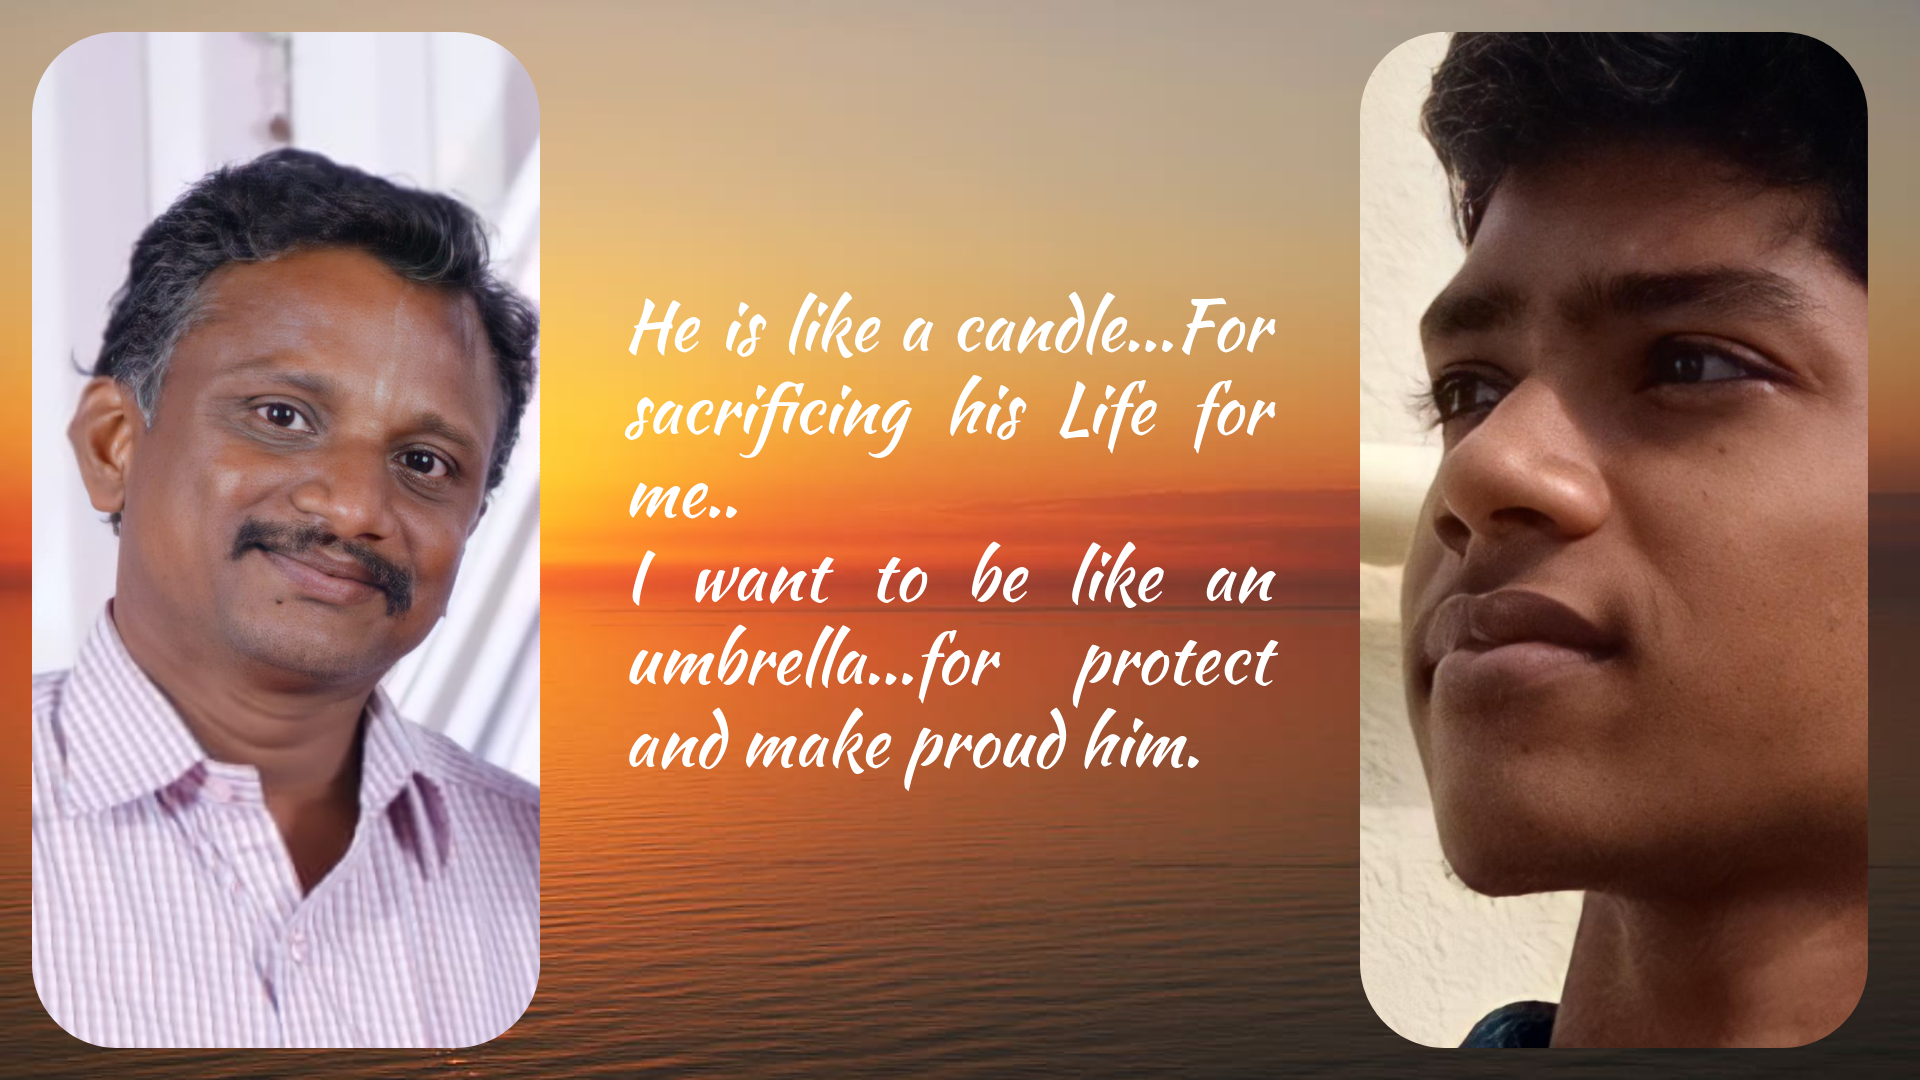 He is like a candle...For
sacrificing his Life for
me..
I want to be like an
umbrella...for protect
and make proud him.